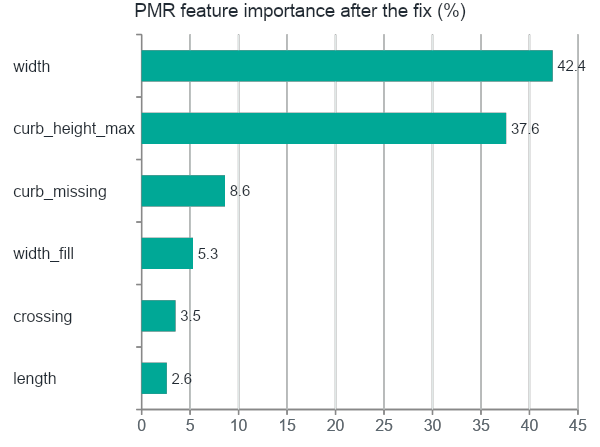 PMR feature importance after the fix (%)
width 42.4
curb_height_max 37.6
curb_missing 8.6
width_fill 5.3
crossing 3.5
length 2.6
0 5 10 15 20 25 30 35 40 45